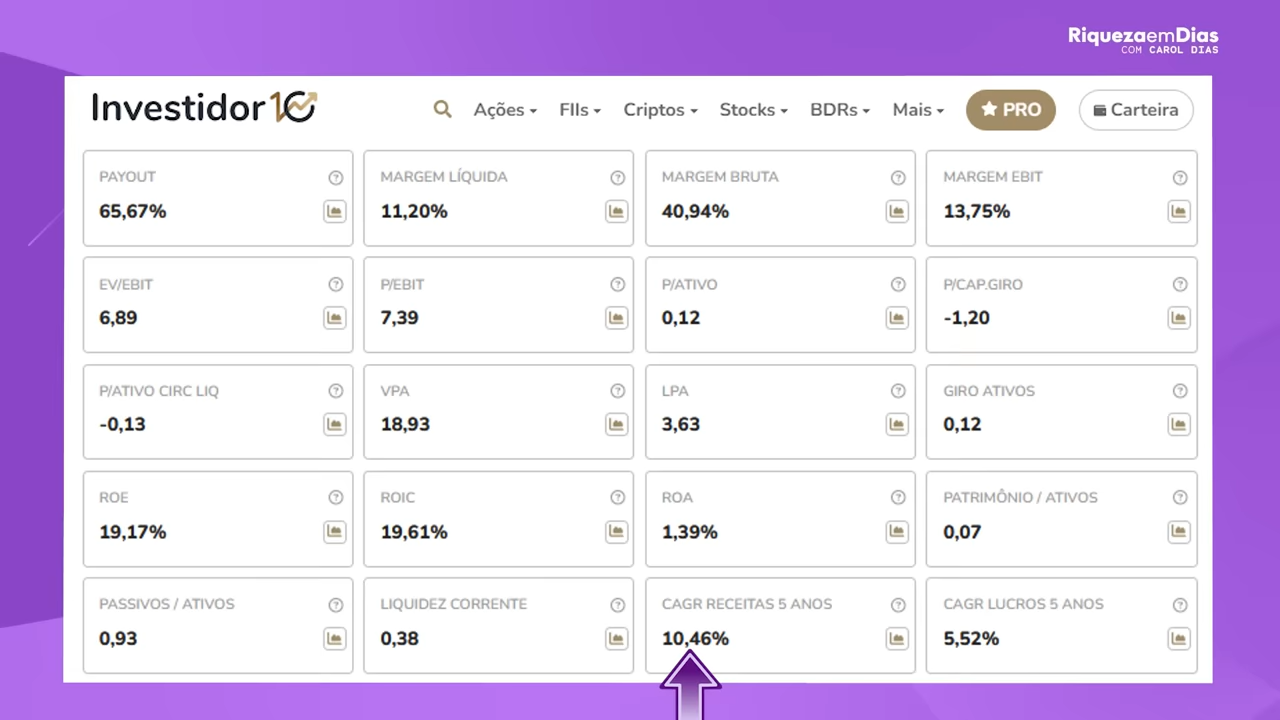 RiquezaemDias
COM CAROL DIAS
Investidor 10
Ações
FIIs
Criptos
Stocks
BDRs
Mais
PRO
Carteira
PAYOUT
65,67%
MARGEM LÍQUIDA
11,20%
MARGEM BRUTA
40,94%
MARGEM EBIT
13,75%
EV/EBIT
6,89
P/EBIT
7,39
P/ATIVO
0,12
P/CAP.GIRO
-1,20
P/ATIVO CIRC LIQ
-0,13
VPA
18,93
LPA
3,63
GIRO ATIVOS
0,12
ROE
19,17%
ROIC
19,61%
ROA
1,39%
PATRIMÔNIO / ATIVOS
0,07
PASSIVOS / ATIVOS
0,93
LIQUIDEZ CORRENTE
0,38
CAGR RECEITAS 5 ANOS
10,46%
CAGR LUCROS 5 ANOS
5,52%